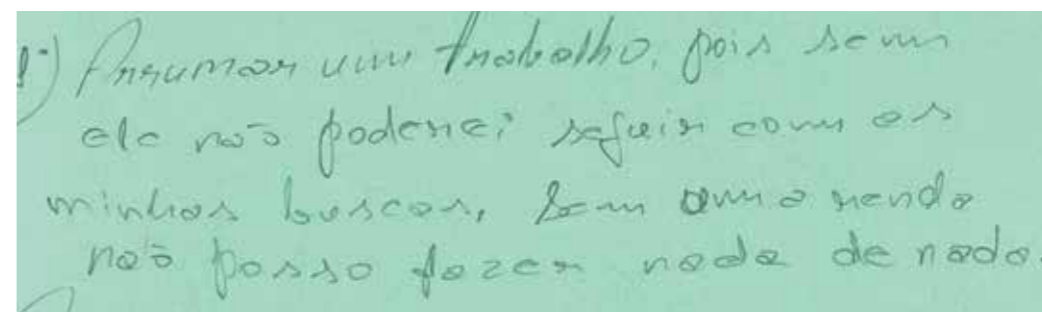 1º) Arrumar um trabalho, pois sem
ele não poderei seguir com as
minhas buscas, sem uma renda
não posso fazer nada de nada.